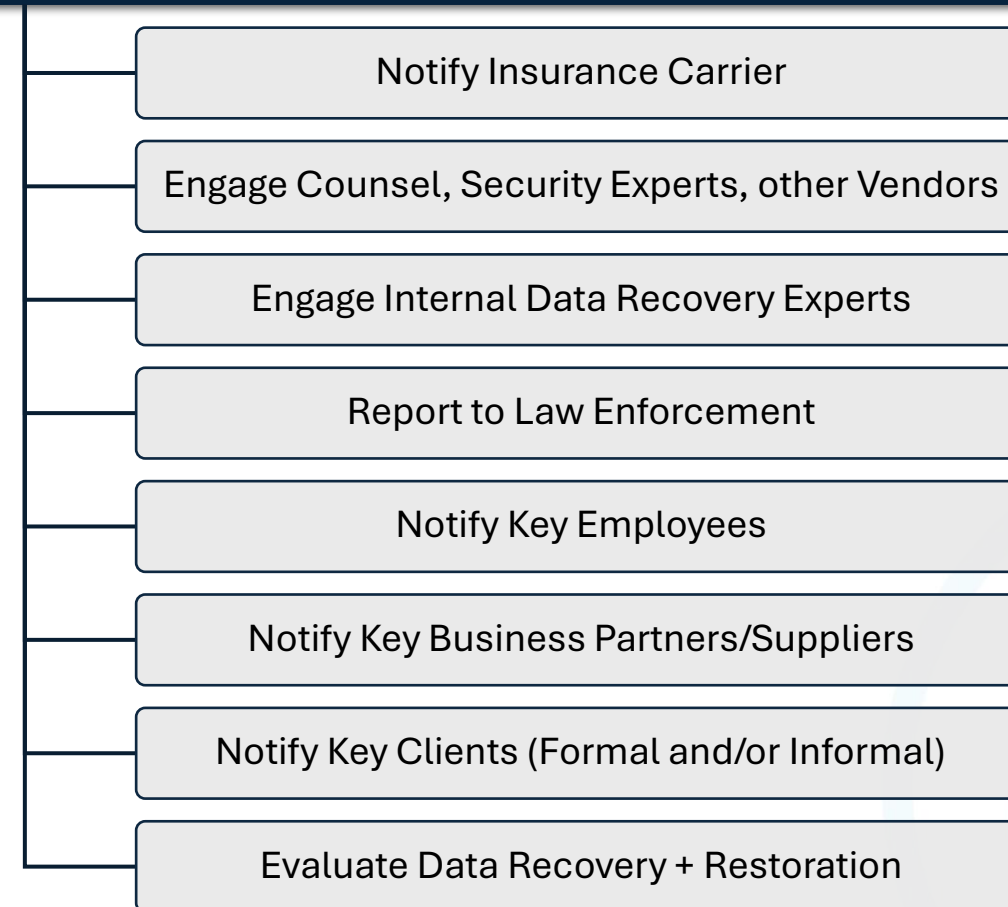 Notify Insurance Carrier
Engage Counsel, Security Experts, other Vendors
Engage Internal Data Recovery Experts
Report to Law Enforcement
Notify Key Employees
Notify Key Business Partners/Suppliers
Notify Key Clients (Formal and/or Informal)
Evaluate Data Recovery + Restoration